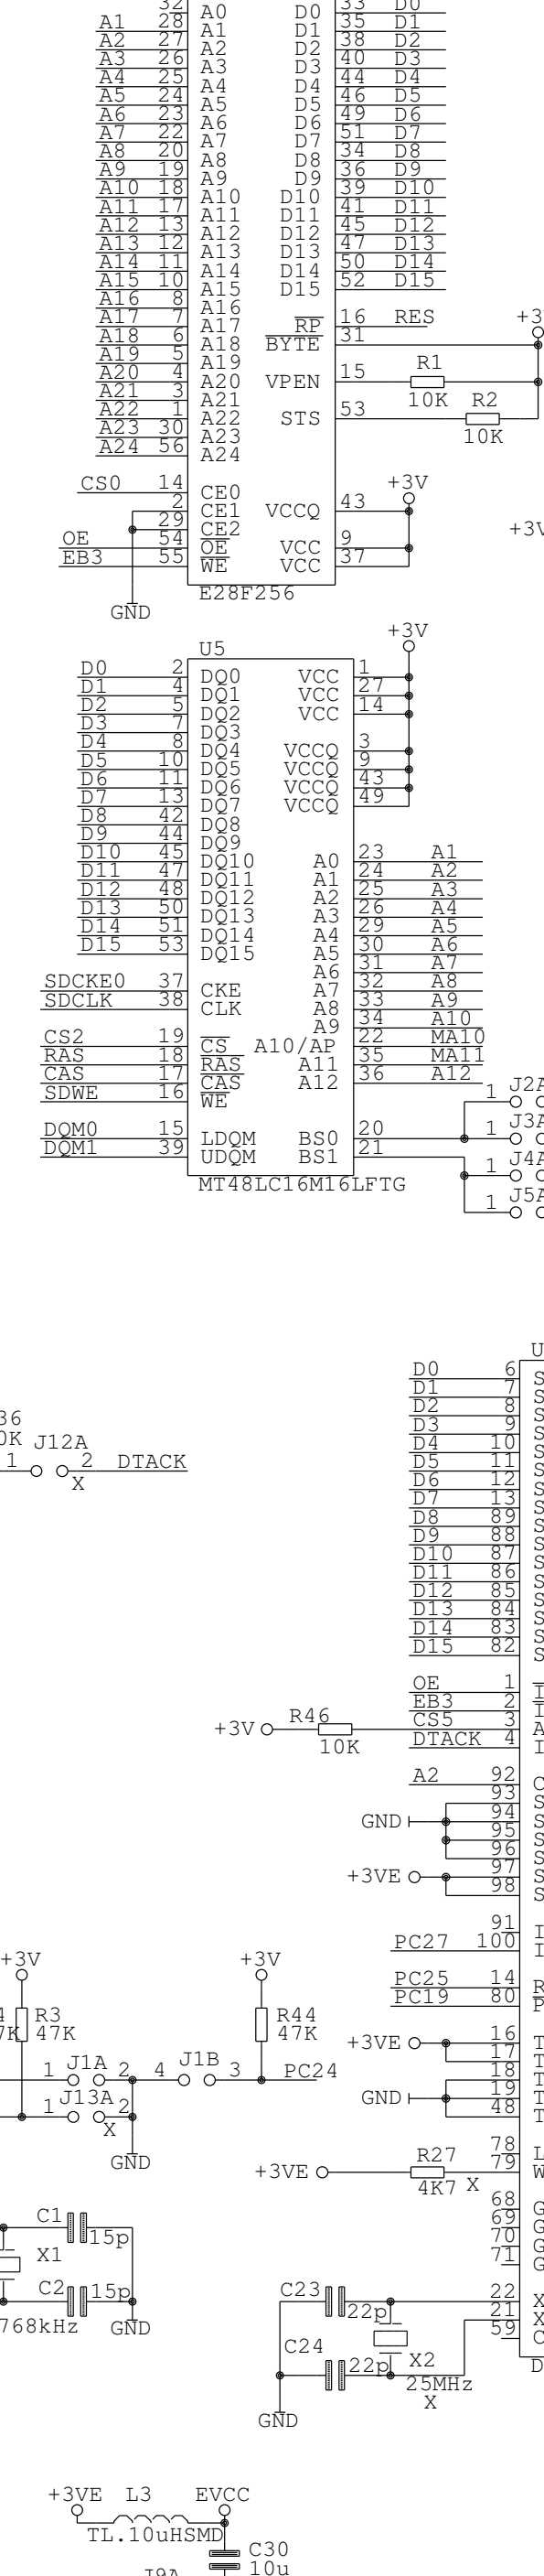 32 A0 D0 33 D0
A1 28 A1 D1 35 D1
A2 27 A2 D2 38 D2
A3 26 A3 D3 40 D3
A4 25 A4 D4 44 D4
A5 24 A5 D5 46 D5
A6 23 A6 D6 49 D6
A7 22 A7 D7 51 D7
A8 20 A8 D8 34 D8
A9 19 A9 D9 36 D9
A10 18 A10 D10 39 D10
A11 17 A11 D11 41 D11
A12 13 A12 D12 45 D12
A13 12 A13 D13 47 D13
A14 11 A14 D14 50 D14
A15 10 A15 D15 52 D15
A16 8 A16
A17 7 A17 RP 16 RES
A18 6 A18 BYTE 31
A19 5 A19
A20 4 A20 VPEN 15 R1 10K
A21 3 A21
A22 1 A22 STS 53 R2 10K
A23 30 A23
A24 56 A24
CS0 14 CE0 +3V
2 CE1 VCCQ 43
29 CE2
OE 54 OE VCC 9
EB3 55 WE VCC 37
GND E28F256
U5 +3V
D0 2 DQ0 VCC 1
D1 4 DQ1 VCC 27
D2 5 DQ2 VCC 14
D3 7 DQ3
D4 8 DQ4 VCCQ 3
D5 10 DQ5 VCCQ 9
D6 11 DQ6 VCCQ 43
D7 13 DQ7 VCCQ 49
D8 42 DQ8
D9 44 DQ9
D10 45 DQ10 A0 23 A1
D11 47 DQ11 A1 24 A2
D12 48 DQ12 A2 25 A3
D13 50 DQ13 A3 26 A4
D14 51 DQ14 A4 29 A5
D15 53 DQ15 A5 30 A6
A6 31 A7
SDCKE0 37 CKE A7 32 A8
SDCLK 38 CLK A8 33 A9
A9 34 A10
CS2 19 CS A10/AP 22 MA10
RAS 18 RAS A11 35 MA11
CAS 17 CAS A12 36 A12
SDWE 16 WE
1 J2A
DQM0 15 LDQM BS0 20 1 J3A
DQM1 39 UDQM BS1 21 1 J4A
MT48LC16M16LFTG 1 J5A
D0 6
D1 7
D2 8
D3 9
D4 10
D5 11
D6 12
D7 13
D8 89
D9 88
D10 87
D11 86
D12 85
D13 84
D14 83
D15 82
1 J12A 2 DTACK
X
OE 1
EB3 2
+3V R46 10K CS5 3
DTACK 4
A2 92
93
GND 94
95
96
+3VE 97
98
91
PC27 100
PC25 14
PC19 80
+3V R3 47K
+3V R44 47K
1 J1A 2 4 J1B 3 PC24
1 J13A 2
X
GND
+3VE 16
17
18
GND 19
48
78
+3VE R27 4K7 X 79
68
69
70
71
C1 15p
X1
C2 15p
768kHz GND
C23 22p 22
21
59
C24 22p X2
25MHz
X
GND
+3VE L3 EVCC
TL.10uHSMD
C30
10u
J9A